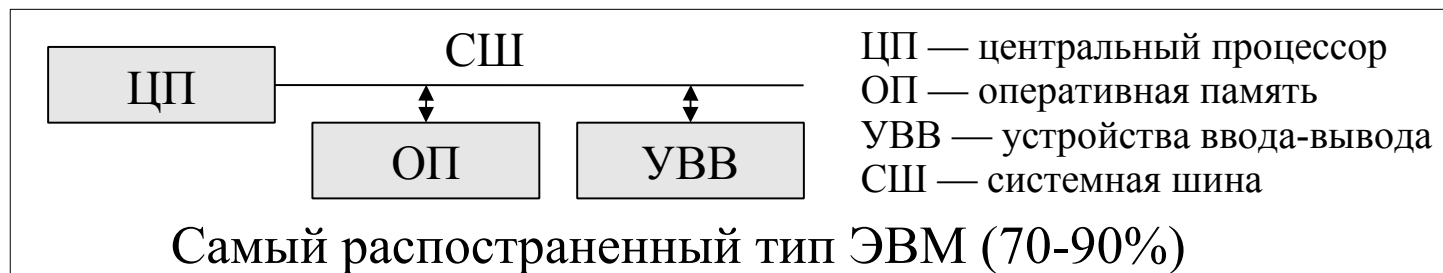 СШ
ЦП
ОП
УВВ
ЦП — центральный процессор
ОП — оперативная память
УВВ — устройства ввода-вывода
СШ — системная шина
Самый распостраненный тип ЭВМ (70-90%)